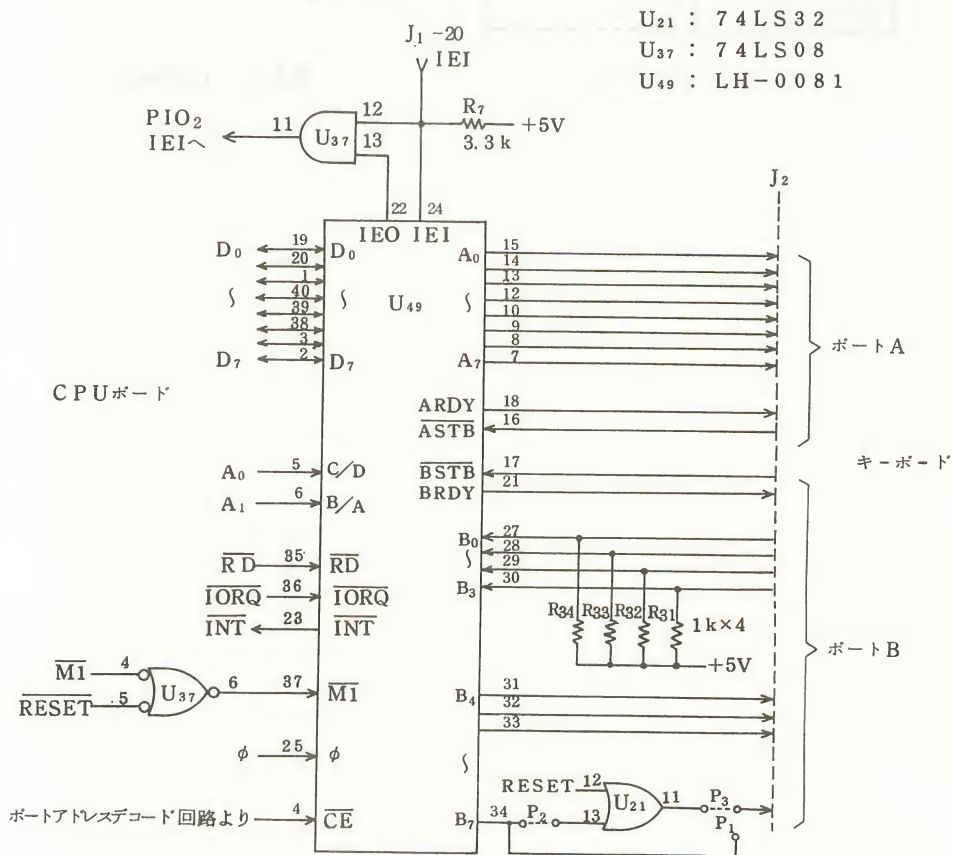 U21 : 74LS32
U37 : 74LS08
U49 : LH-0081
J1-20
IEI
PIO2
IEIへ
11
U37
12
13
R7
3.3k
+5V
J2
22
24
IEO IEI
D0
19
D0
20
1
40
39
38
3
D7
2
D7
U49
A0
15
14
13
12
10
9
8
A7
7
ポートA
CPUボード
ARDY
18
ASTB
16
BSTB
17
BRDY
21
キーボード
A0
5
C/D
A1
6
B/A
RD
35
RD
IORQ
36
IORQ
INT
23
INT
M1
4
RESET
5
U37
6
37
M1
φ
25
φ
ポートアドレスデコード回路より
4
CE
B0
27
28
29
B3
30
R34
R33
R32
R31
1k×4
+5V
ポートB
B4
31
32
33
B7
34
P2
RESET
12
13
U21
11
P3
P1